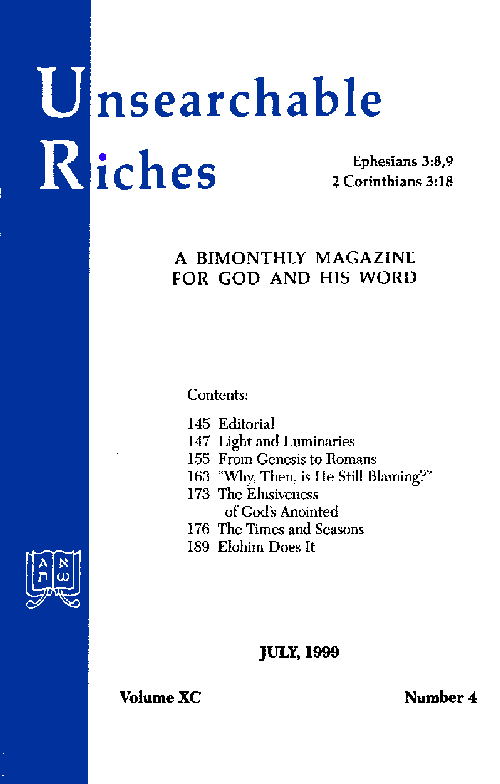 Unsearchable
Riches
Ephesians 3:8,9
2 Corinthians 3:18
A BIMONTHLY MAGAZINE
FOR GOD AND HIS WORD
Contents:
145 Editorial
147 Light and Luminaries
155 From Genesis to Romans
163 "Why, Then, is He Still Blaming?"
173 The Elusiveness
of God's Anointed
176 The Times and Seasons
189 Elohim Does It
Α א
ת ω
JULY, 1999
Volume XC
Number 4